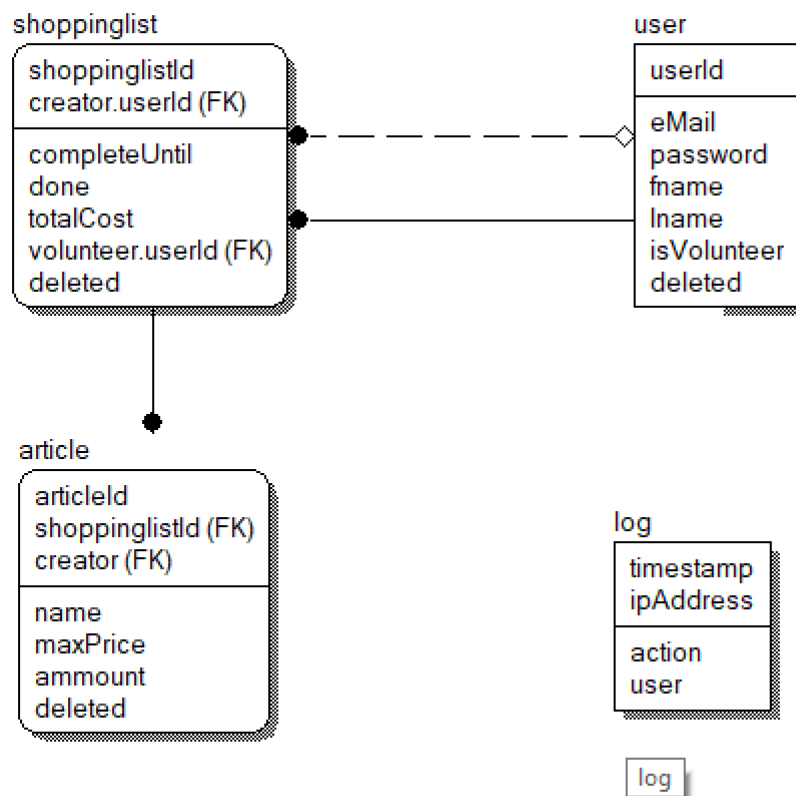 shoppinglist
shoppinglistId
creator.userId (FK)
completeUntil
done
totalCost
volunteer.userId (FK)
deleted
user
userId
eMail
password
fname
lname
isVolunteer
deleted
article
articleId
shoppinglistId (FK)
creator (FK)
name
maxPrice
ammount
deleted
log
timestamp
ipAddress
action
user
log